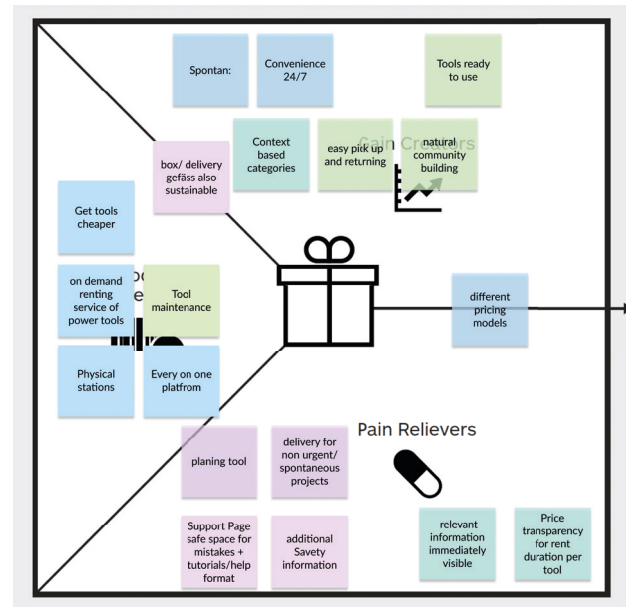 Spontan:
Convenience
24/7
Tools ready
to use
Context
based
categories
easy pick up
and returning
natural
community
building
Gain Creators
box/ delivery
gefäss also
sustainable
Get tools
cheaper
on demand
renting
service of
power tools
Tool
maintenance
Physical
stations
Every on one
platfrom
different
pricing
models
Pain Relievers
planing tool
delivery for
non urgent/
spontaneous
projects
Support Page
safe space for
mistakes +
tutorials/help
format
additional
Savety
information
relevant
information
immediately
visible
Price
transparency
for rent
duration per
tool